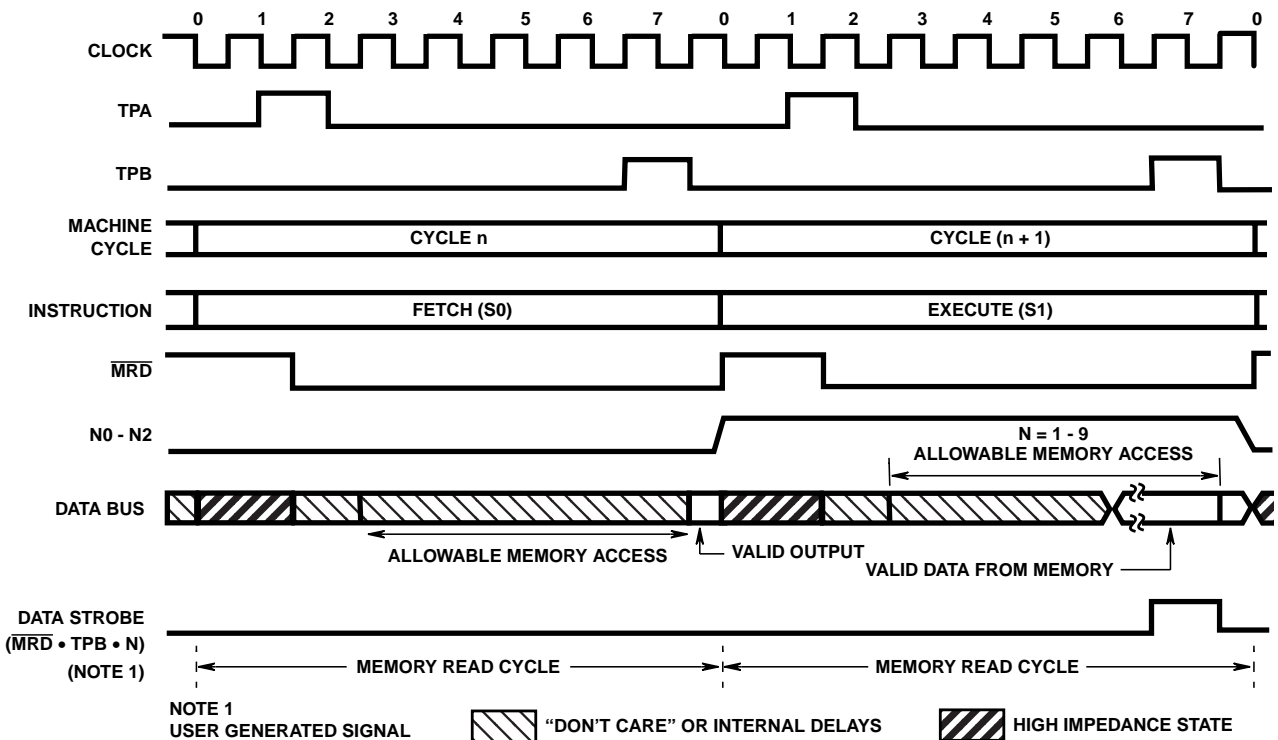 0 1 2 3 4 5 6 7 0 1 2 3 4 5 6 7 0
CLOCK
TPA
TPB
MACHINE
CYCLE
CYCLE n
CYCLE (n + 1)
INSTRUCTION
FETCH (S0)
EXECUTE (S1)
MRD
N0 - N2
N = 1 - 9
ALLOWABLE MEMORY ACCESS
DATA BUS
ALLOWABLE MEMORY ACCESS
VALID OUTPUT
VALID DATA FROM MEMORY
DATA STROBE
(MRD • TPB • N)
(NOTE 1)
MEMORY READ CYCLE
MEMORY READ CYCLE
NOTE 1
USER GENERATED SIGNAL
“DON’T CARE” OR INTERNAL DELAYS
HIGH IMPEDANCE STATE